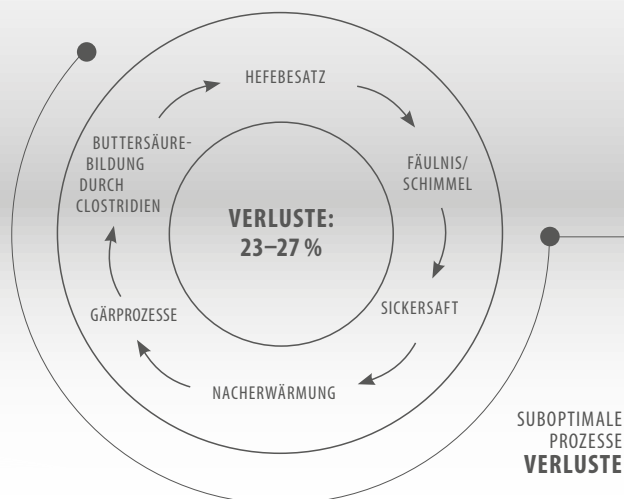 HEFEBESATZ
FÄULNIS/
SCHIMMEL
SICKERSAFT
NACHERWÄRMUNG
GÄRPROZESSE
BUTTERSÄURE-
BILDUNG
DURCH
CLOSTRIDIEN
VERLUSTE:
23–27 %
SUBOPTIMALE
PROZESSE
VERLUSTE